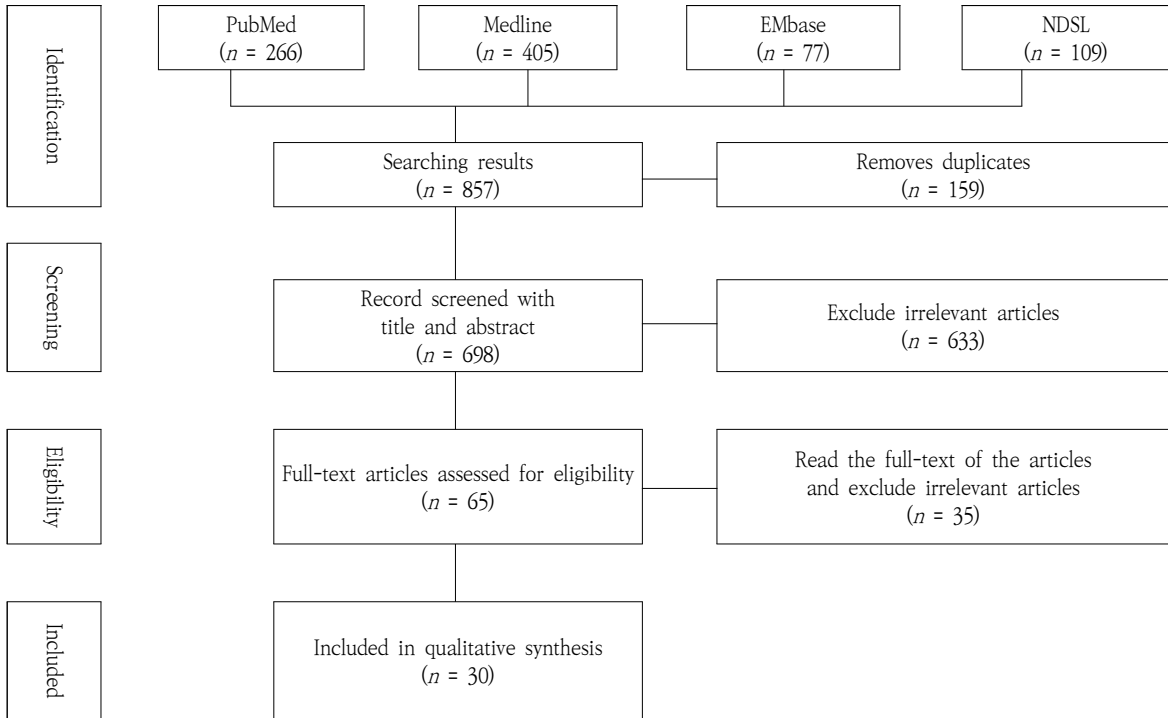 Identification
PubMed
(n = 266)
Medline
(n = 405)
EMbase
(n = 77)
NDSL
(n = 109)
Searching results
(n = 857)
Removes duplicates
(n = 159)
Screening
Record screened with
title and abstract
(n = 698)
Exclude irrelevant articles
(n = 633)
Eligibility
Full-text articles assessed for eligibility
(n = 65)
Read the full-text of the articles
and exclude irrelevant articles
(n = 35)
Included
Included in qualitative synthesis
(n = 30)